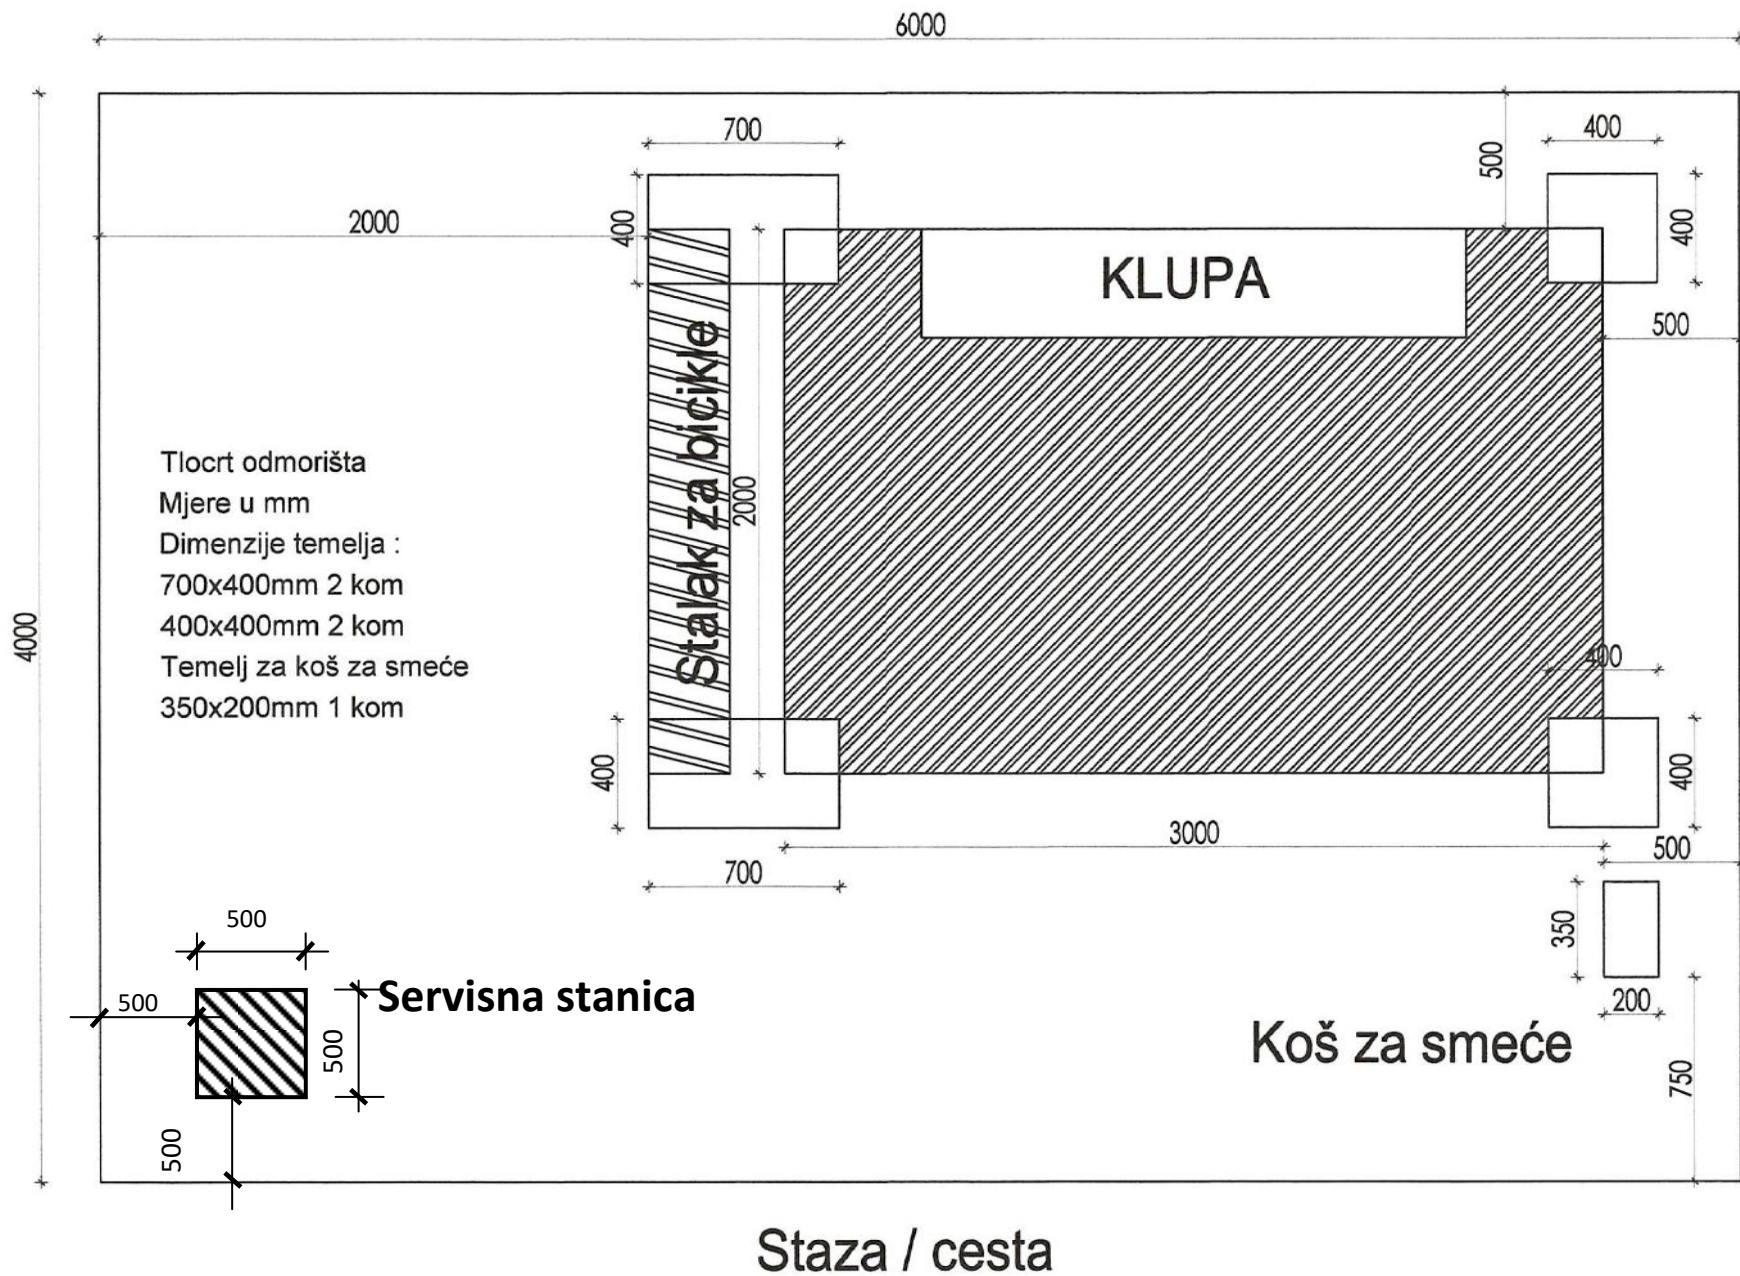 6000
700
400
500
400
2000
400
KLUPA
500
Stalak za bicikle
2000
Tlocrt odmorišta
Mjere u mm
Dimenzije temelja :
700x400mm 2 kom
400x400mm 2 kom
Temelj za koš za smeće
350x200mm 1 kom
4000
400
400
400
3000
500
700
350
500
500
Servisna stanica
500
200
Koš za smeće
750
500
Staza / cesta